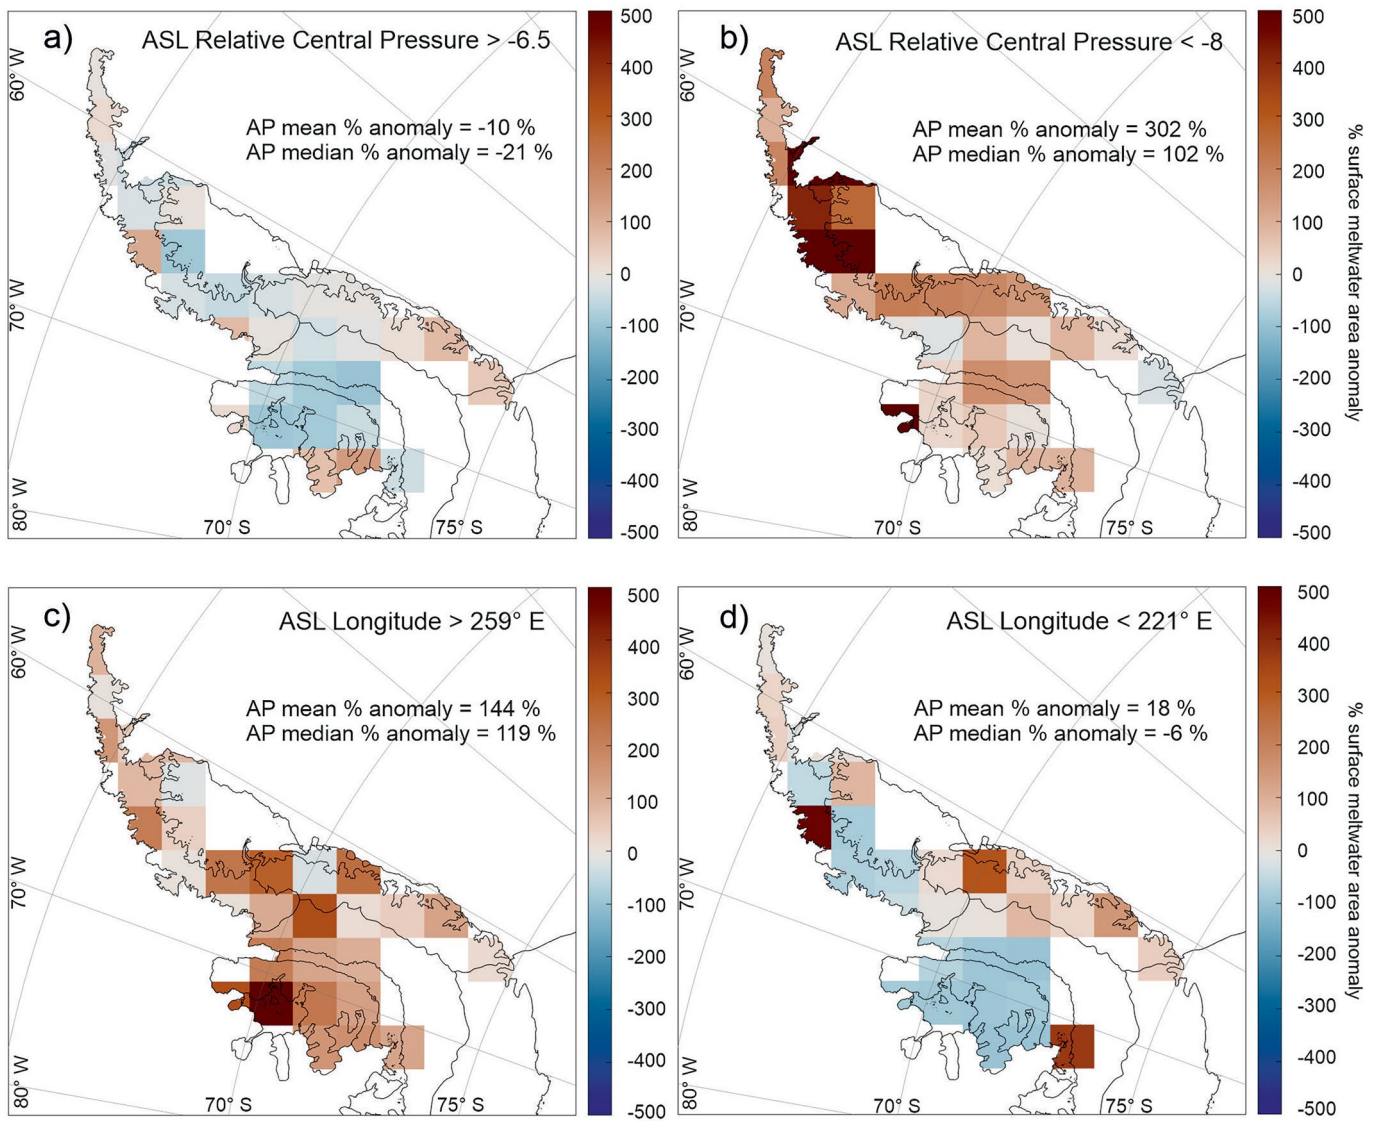 a)
ASL Relative Central Pressure > -6.5
AP mean % anomaly = -10 %
AP median % anomaly = -21 %
60° W
70° W
80° W
70° S
75° S
500
400
300
200
100
0
-100
-200
-300
-400
-500
b)
ASL Relative Central Pressure < -8
AP mean % anomaly = 302 %
AP median % anomaly = 102 %
60° W
70° W
80° W
70° S
75° S
500
400
300
200
100
0
-100
-200
-300
-400
-500
% surface meltwater area anomaly
c)
ASL Longitude > 259° E
AP mean % anomaly = 144 %
AP median % anomaly = 119 %
60° W
70° W
80° W
70° S
75° S
500
400
300
200
100
0
-100
-200
-300
-400
-500
d)
ASL Longitude < 221° E
AP mean % anomaly = 18 %
AP median % anomaly = -6 %
60° W
70° W
80° W
70° S
75° S
500
400
300
200
100
0
-100
-200
-300
-400
-500
% surface meltwater area anomaly